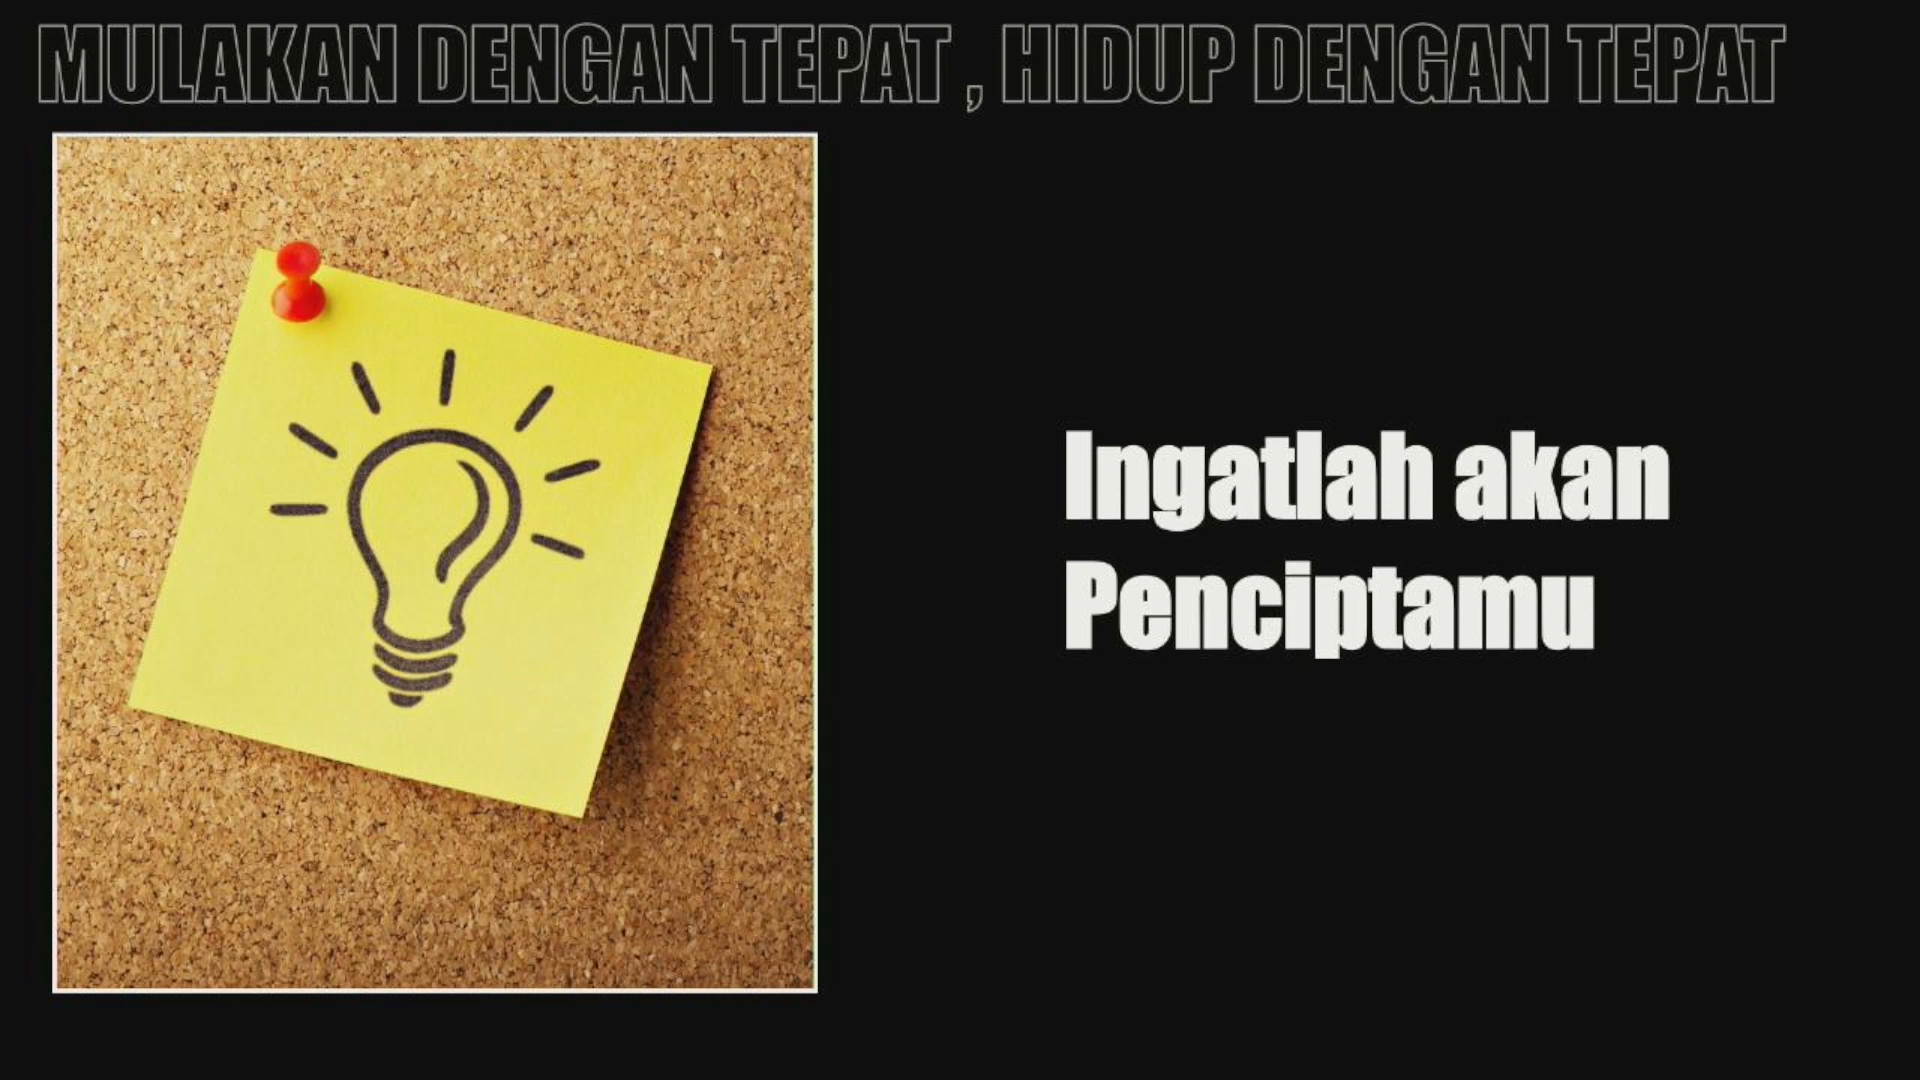 MULAKAN DENGAN TEPAT , HIDUP DENGAN TEPAT
Ingatlah akan
Penciptamu